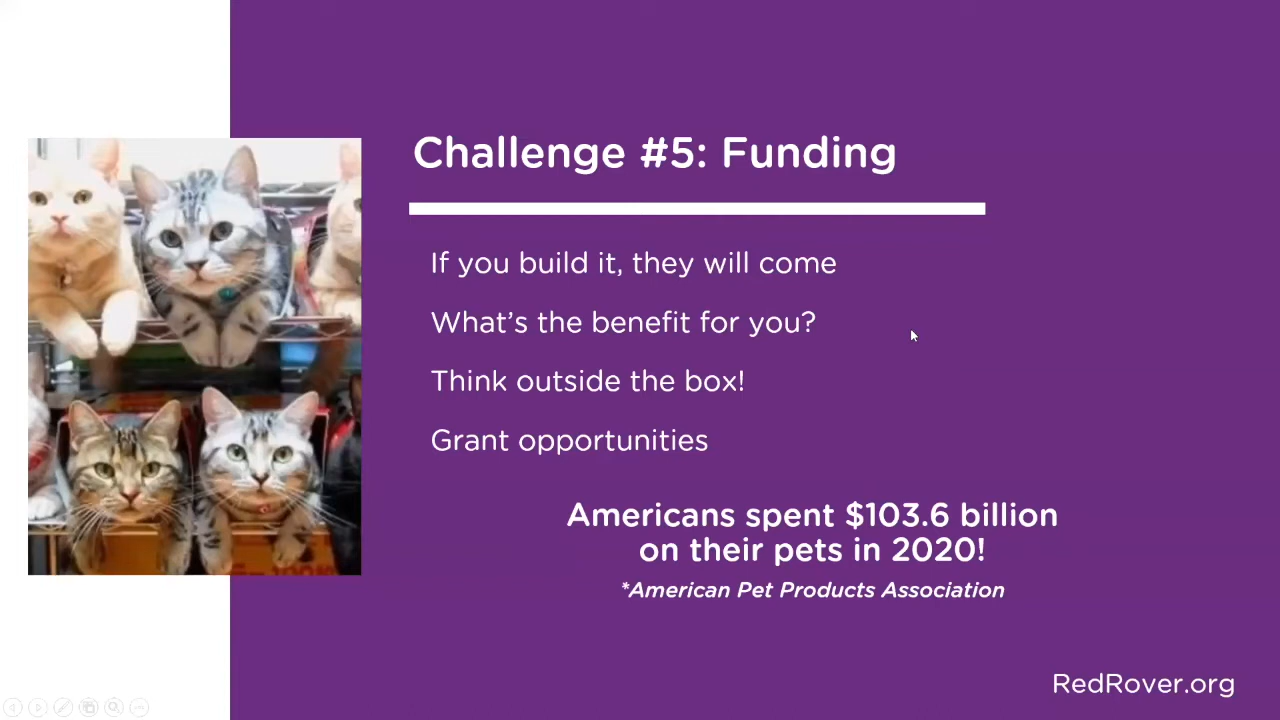 Challenge #5: Funding
If you build it, they will come
What's the benefit for you?
Think outside the box!
Grant opportunities
Americans spent $103.6 billion
on their pets in 2020!
*American Pet Products Association
RedRover.org